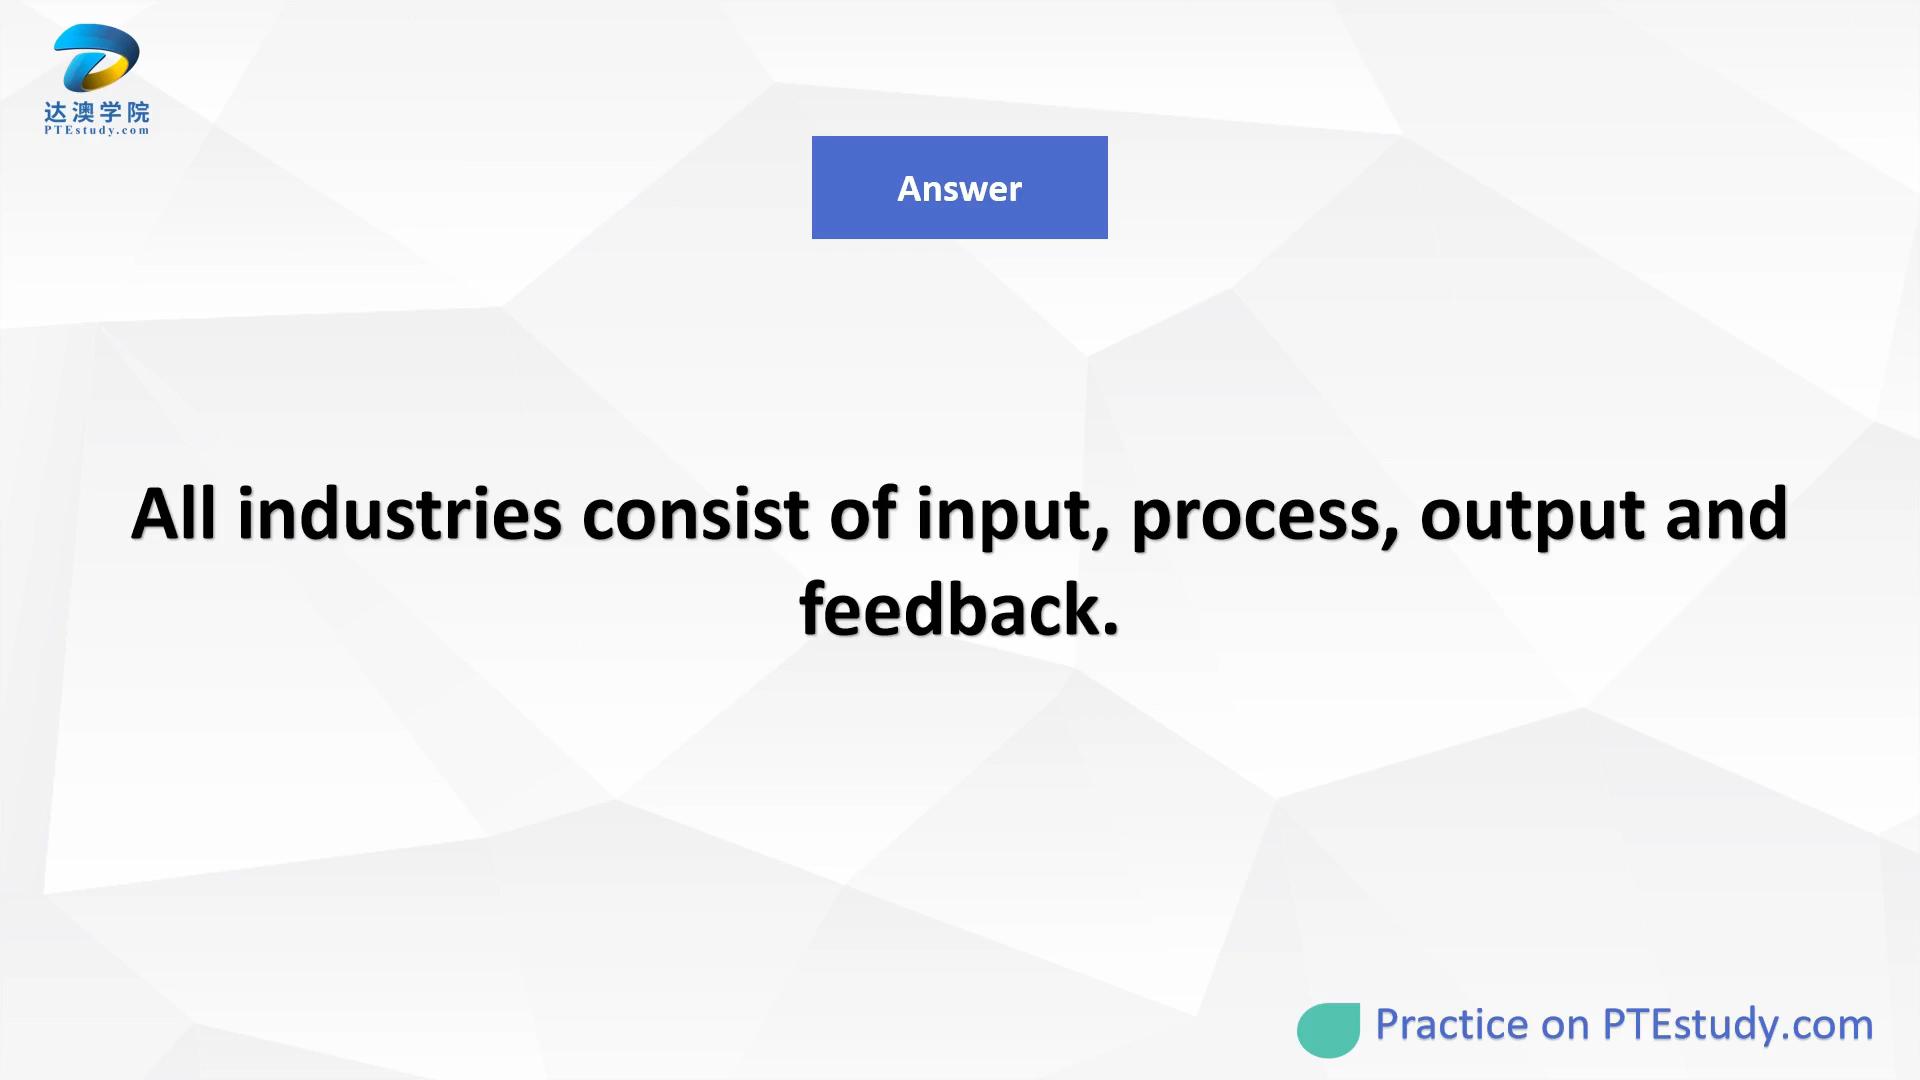 达澳学院
PTEstudy.com
Answer
All industries consist of input, process, output and
feedback.
Practice on PTEstudy.com